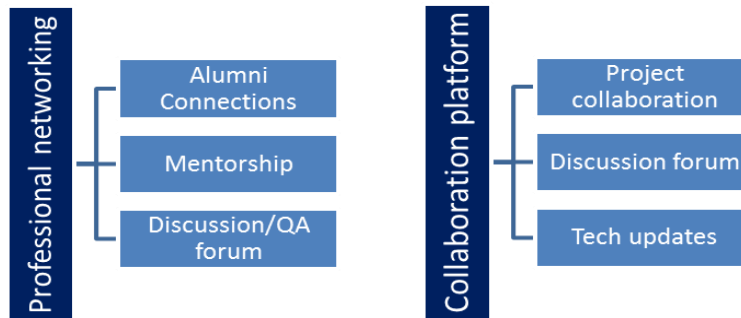 Professional networking
Alumni
Connections
Mentorship
Discussion/QA
forum
Collaboration platform
Project
collaboration
Discussion forum
Tech updates